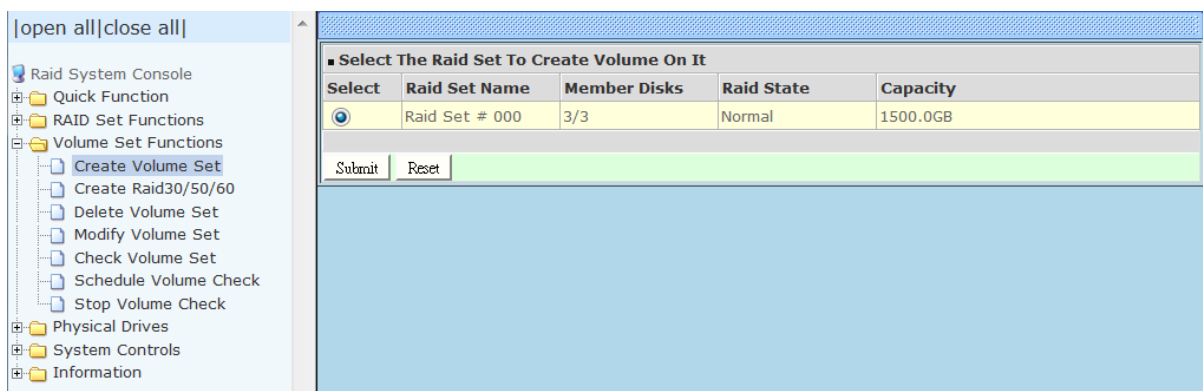 |open all|close all|
Raid System Console
Quick Function
RAID Set Functions
Volume Set Functions
Create Volume Set
Create Raid30/50/60
Delete Volume Set
Modify Volume Set
Check Volume Set
Schedule Volume Check
Stop Volume Check
Physical Drives
System Controls
Information
Select The Raid Set To Create Volume On It
Select Raid Set Name Member Disks Raid State Capacity
Raid Set # 000 3/3 Normal 1500.0GB
Submit Reset